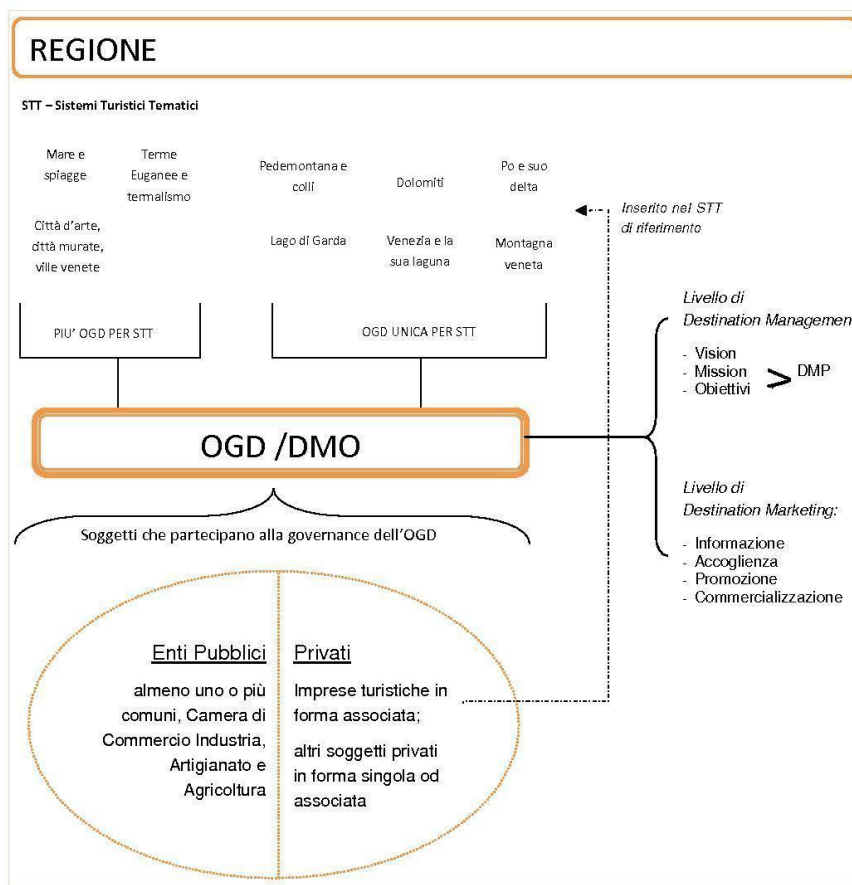 REGIONE
STT – Sistemi Turistici Tematici
Mare e
spiagge
Terme
Euganee e
termalismo
Pedemontana e
colli
Dolomiti
Po e suo
delta
Città d'arte,
città murate,
ville venete
Lago di Garda
Venezia e la
sua laguna
Montagna
veneta
Inserito nel STT
di riferimento
PIU' OGD PER STT
OGD UNICA PER STT
Livello di
Destination Managemen
- Vision
- Mission
- Obiettivi
> DMP
OGD /DMO
Soggetti che partecipano alla governance dell'OGD
Livello di
Destination Marketing:
- Informazione
- Accoglienza
- Promozione
- Commercializzazione
Enti Pubblici
almeno uno o più
comuni, Camera di
Commercio Industria,
Artigianato e
Agricoltura
Privati
Imprese turistiche in
forma associata;
altri soggetti privati
in forma singola od
associata